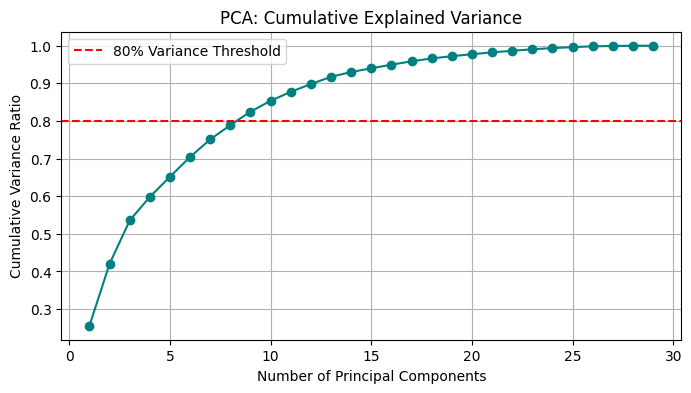 PCA: Cumulative Explained Variance
80% Variance Threshold
Cumulative Variance Ratio
1.0
0.9
0.8
0.7
0.6
0.5
0.4
0.3
0 5 10 15 20 25 30
Number of Principal Components